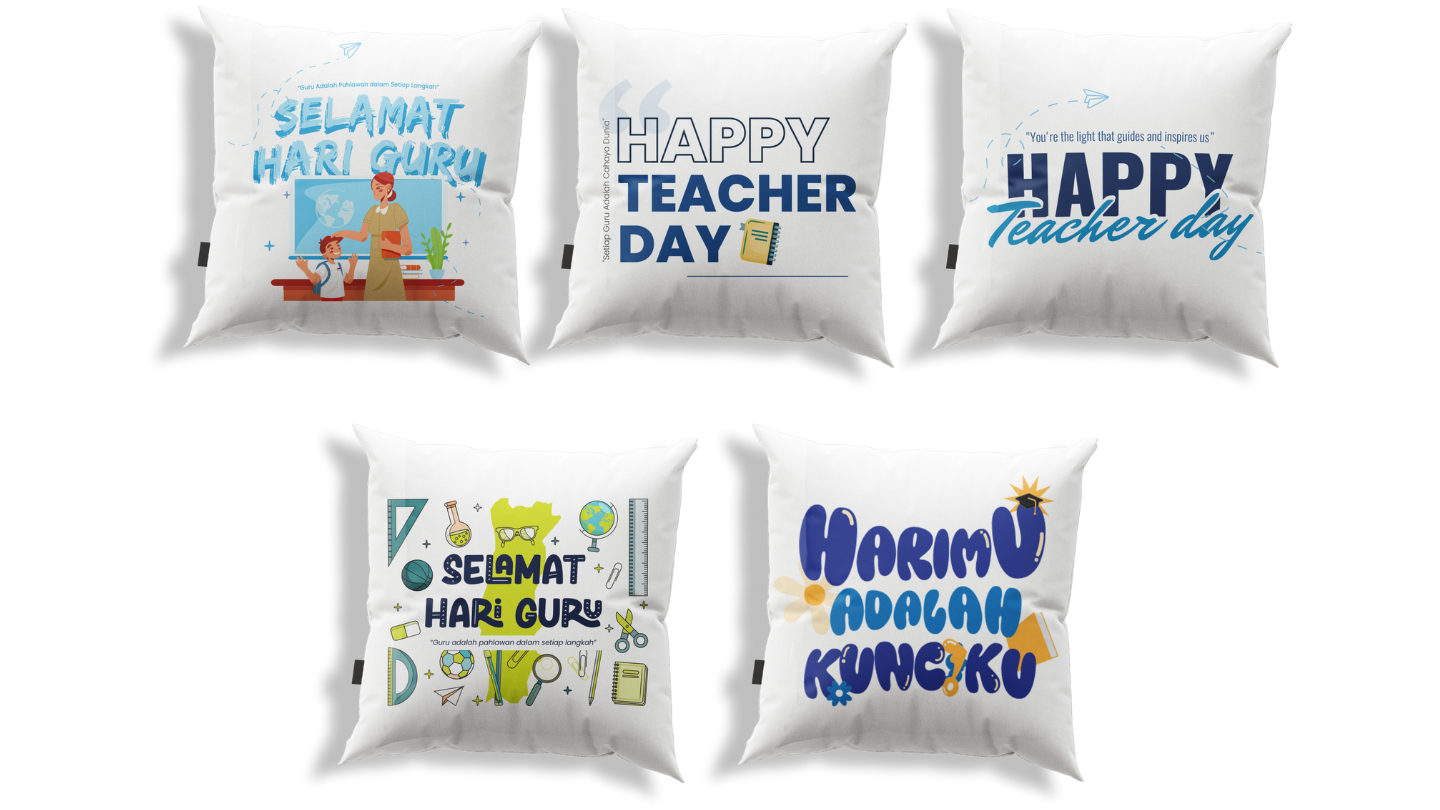 "Guru Adalah Pahlawan dalam Setiap Langkah"
SELAMAT
HARI GURU
"Setiap Guru Adalah Cahaya Dunia"
HAPPY
TEACHER
DAY
"You're the light that guides and inspires us"
HAPPY
Teacher day
SELAMAT
HARI GURU
"Guru adalah pahlawan dalam setiap langkah"
HARIMU
ADALAH
KUNCIKU